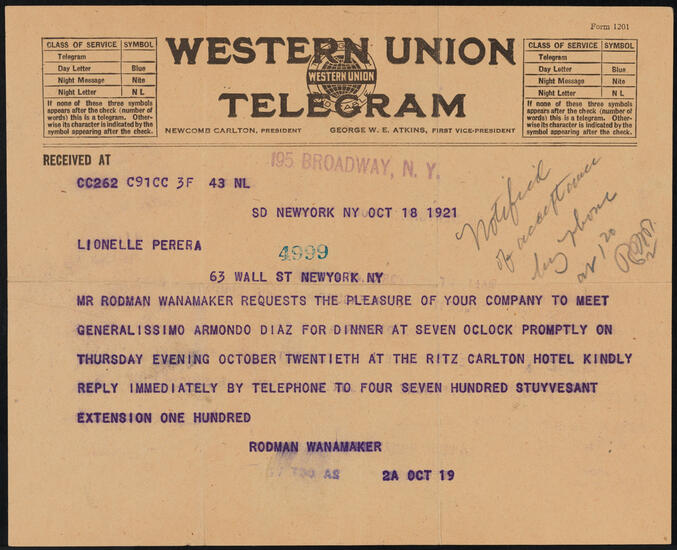 Form 1201
CLASS OF SERVICE SYMBOL
Telegram
Day Letter Blue
Night Message Nite
Night Letter N L
If none of these three symbols
appears after the check (number of
words) this is a telegram. Other-
wise its character is indicated by the
symbol appearing after the check.
WESTERN UNION
WESTERN UNION
TELEGRAM
NEWCOMB CARLTON, PRESIDENT GEORGE W. E. ATKINS, FIRST VICE-PRESIDENT
CLASS OF SERVICE SYMBOL
Telegram
Day Letter Blue
Night Message Nite
Night Letter N L
If none of these three symbols
appears after the check (number of
words) this is a telegram. Other-
wise its character is indicated by the
symbol appearing after the check.
RECEIVED AT
195 BROADWAY, N. Y.
CC262 C91CC 3F 43 NL
SD NEWYORK NY OCT 18 1921
Notified
of acceptance
by phone
at 120
LIONELLE PERERA
4999
63 WALL ST NEWYORK NY
MR RODMAN WANAMAKER REQUESTS THE PLEASURE OF YOUR COMPANY TO MEET
GENERALISSIMO ARMONDO DIAZ FOR DINNER AT SEVEN OCLOCK PROMPTLY ON
THURSDAY EVENING OCTOBER TWENTIETH AT THE RITZ CARLTON HOTEL KINDLY
REPLY IMMEDIATELY BY TELEPHONE TO FOUR SEVEN HUNDRED STUYVESANT
EXTENSION ONE HUNDRED
RODMAN WANAMAKER
2A OCT 19